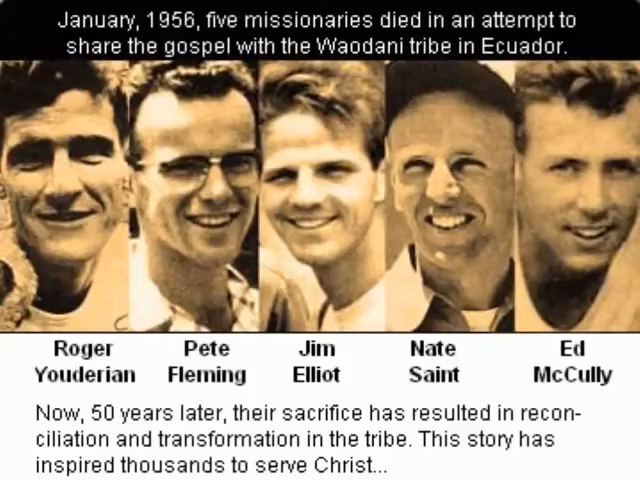 January, 1956, five missionaries died in an attempt to
share the gospel with the Waodani tribe in Ecuador.
Roger Pete Jim Nate Ed
Youderian Fleming Elliot Saint McCully
Now, 50 years later, their sacrifice has resulted in recon-
ciliation and transformation in the tribe. This story has
inspired thousands to serve Christ...